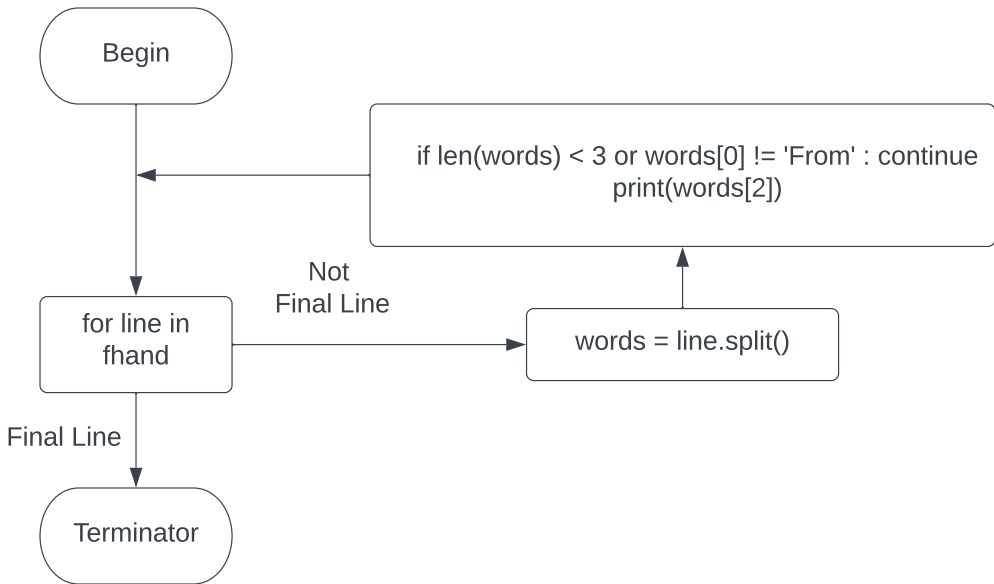 Begin
if len(words) < 3 or words[0] != 'From' : continue
print(words[2])
Not
Final Line
for line in
fhand
words = line.split()
Final Line
Terminator